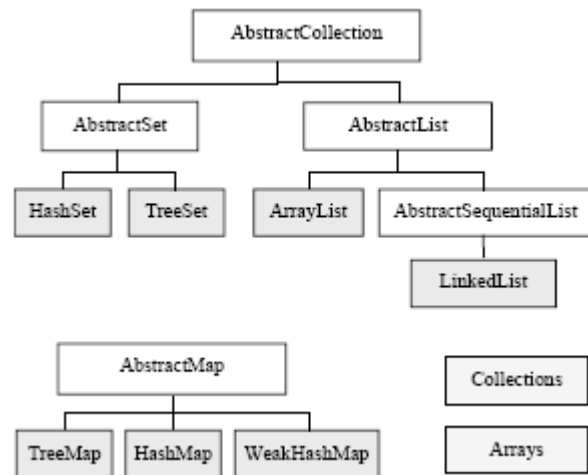 AbstractCollection
AbstractSet
AbstractList
HashSet
TreeSet
ArrayList
AbstractSequentialList
LinkedList
AbstractMap
Collections
TreeMap
HashMap
WeakHashMap
Arrays